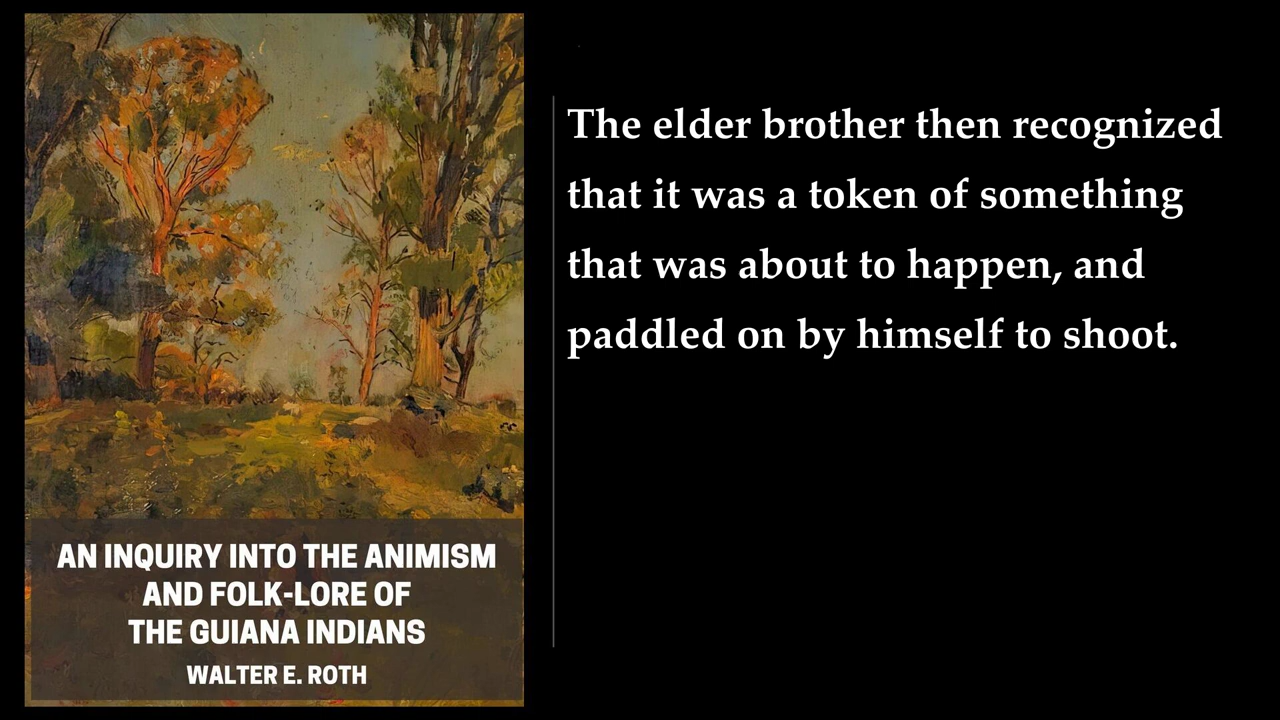 The elder brother then recognized
that it was a token of something
that was about to happen, and
paddled on by himself to shoot.
AN INQUIRY INTO THE ANIMISM
AND FOLK-LORE OF
THE GUIANA INDIANS
WALTER E. ROTH